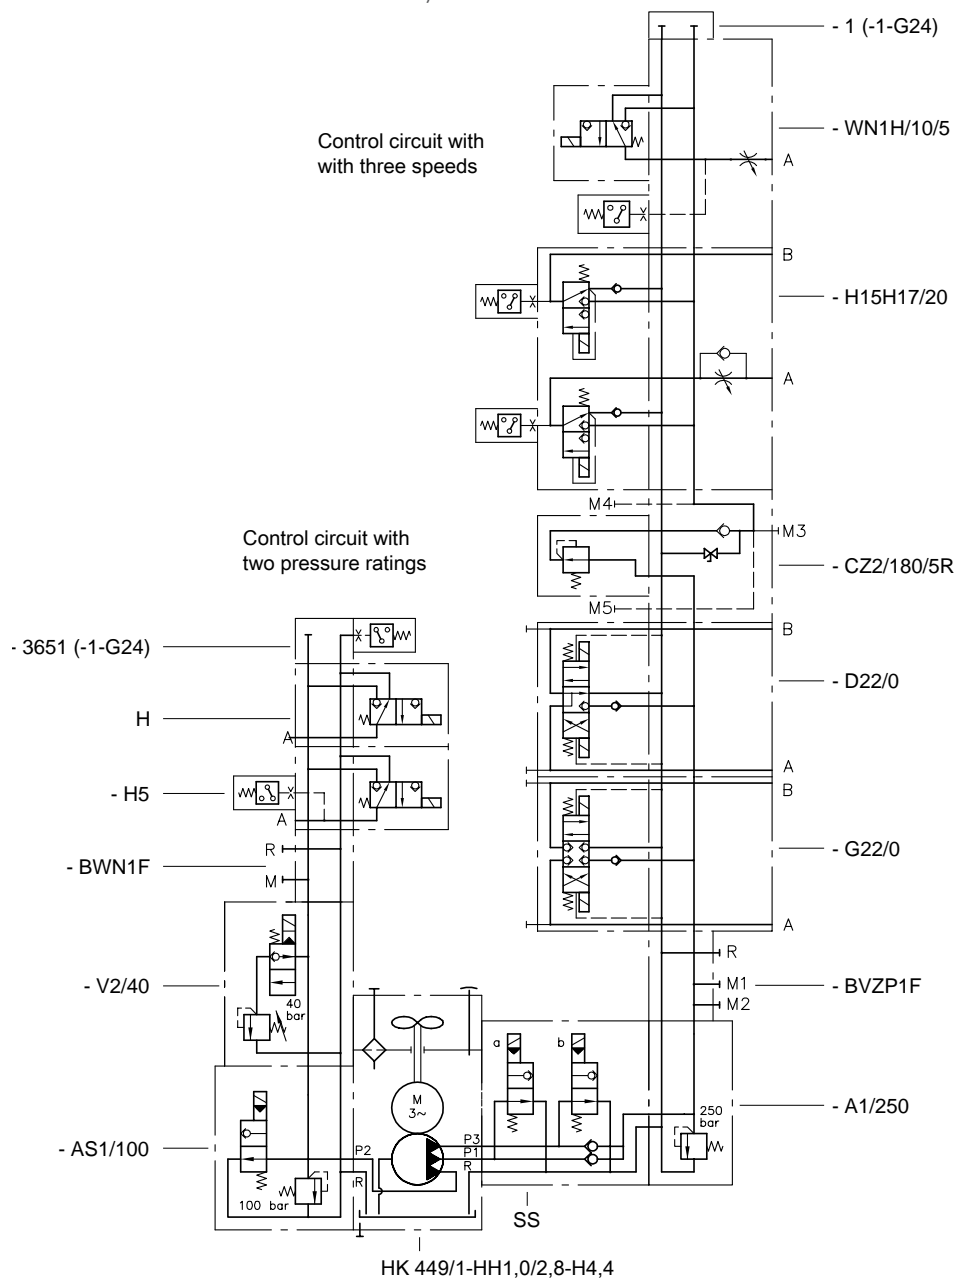 - 1 (-1-G24)
- WN1H/10/5
Control circuit with
with three speeds
A
B
- H15H17/20
A
M4
M3
Control circuit with
two pressure ratings
- CZ2/180/5R
M5
B
- 3651 (-1-G24)
- D22/0
H
A
A
B
- H5
A
R
- G22/0
- BWN1F
M
A
R
- V2/40
M1
- BVZP1F
40
bar
M2
a
b
M
3~
250
bar
- A1/250
- AS1/100
P2
P3
P1
R
R
100 bar
SS
HK 449/1-HH1,0/2,8-H4,4